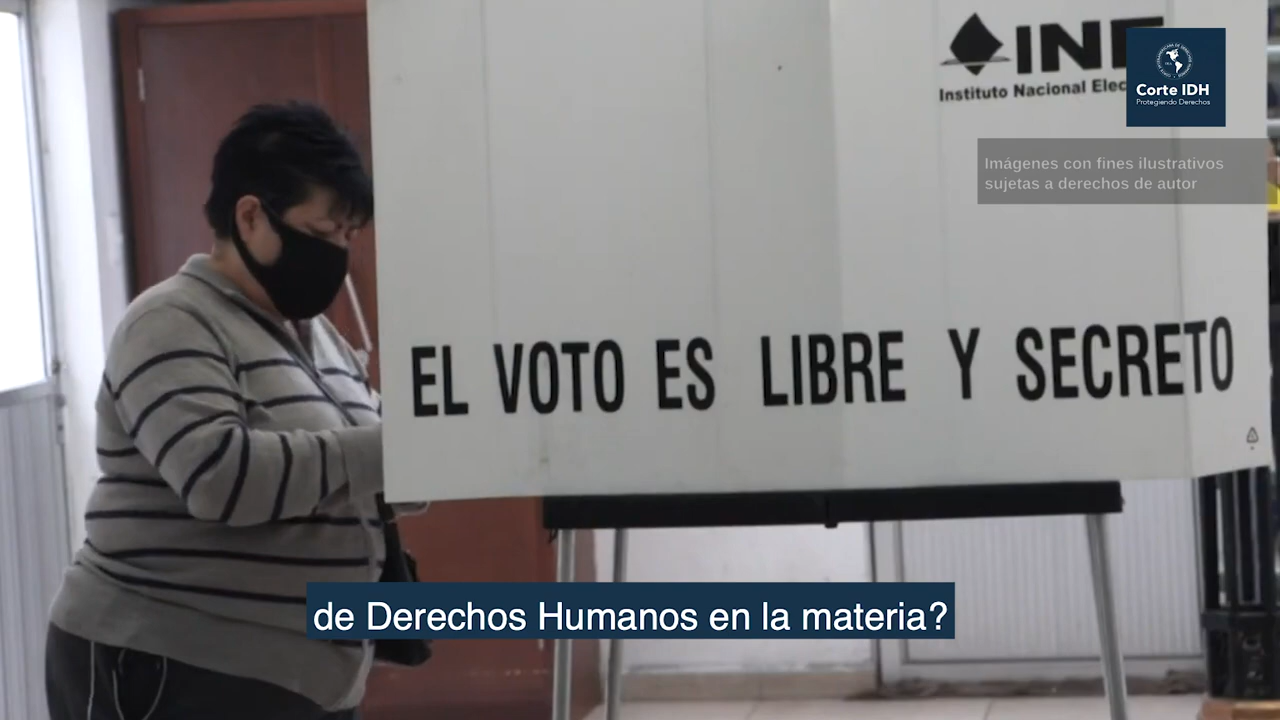 INE
Instituto Nacional Elec
Corte IDH
Protegiendo Derechos
Imágenes con fines ilustrativos
sujetas a derechos de autor
EL VOTO ES LIBRE Y SECRETO
de Derechos Humanos en la materia?